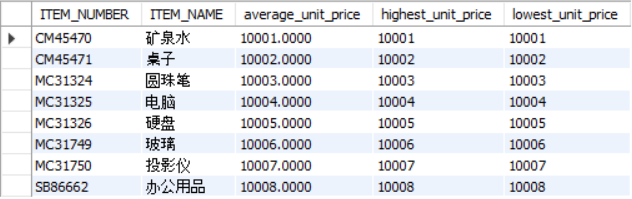 ITEM_NUMBER ITEM_NAME average_unit_price highest_unit_price lowest_unit_price
CM45470 矿泉水 10001.0000 10001 10001
CM45471 桌子 10002.0000 10002 10002
MC31324 圆珠笔 10003.0000 10003 10003
MC31325 电脑 10004.0000 10004 10004
MC31326 硬盘 10005.0000 10005 10005
MC31749 玻璃 10006.0000 10006 10006
MC31750 投影仪 10007.0000 10007 10007
SB86662 办公用品 10008.0000 10008 10008